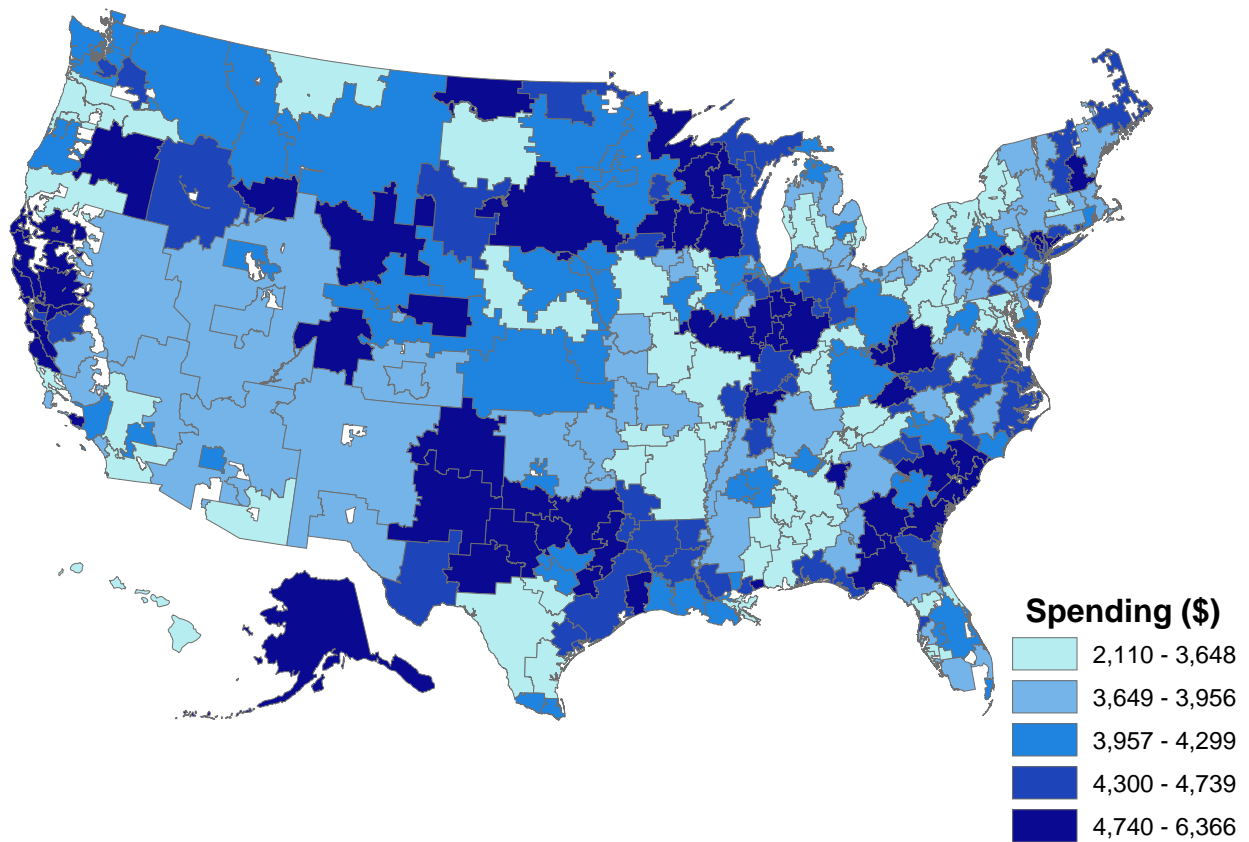 Spending ($)
2,110 - 3,648
3,649 - 3,956
3,957 - 4,299
4,300 - 4,739
4,740 - 6,366